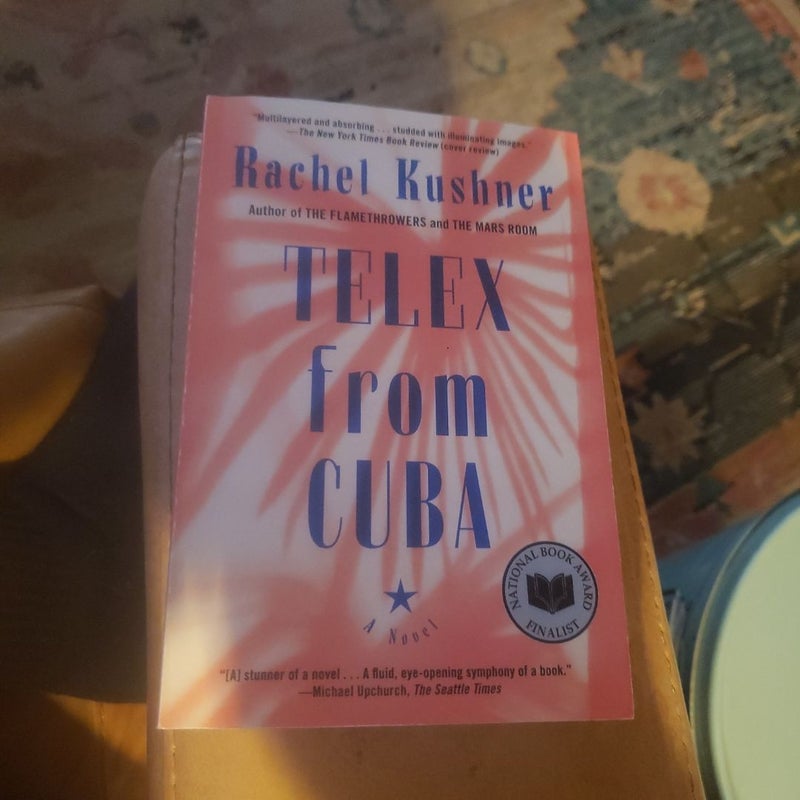 "Multilayered and absorbing . . . studded with illuminating images."
—The New York Times Book Review (cover review)
Rachel Kushner
Author of THE FLAMETHROWERS and THE MARS ROOM
TELEX
from
CUBA
A Novel
NATIONAL BOOK AWARD
FINALIST
"[A] stunner of a novel . . . A fluid, eye-opening symphony of a book."
—Michael Upchurch, The Seattle Times